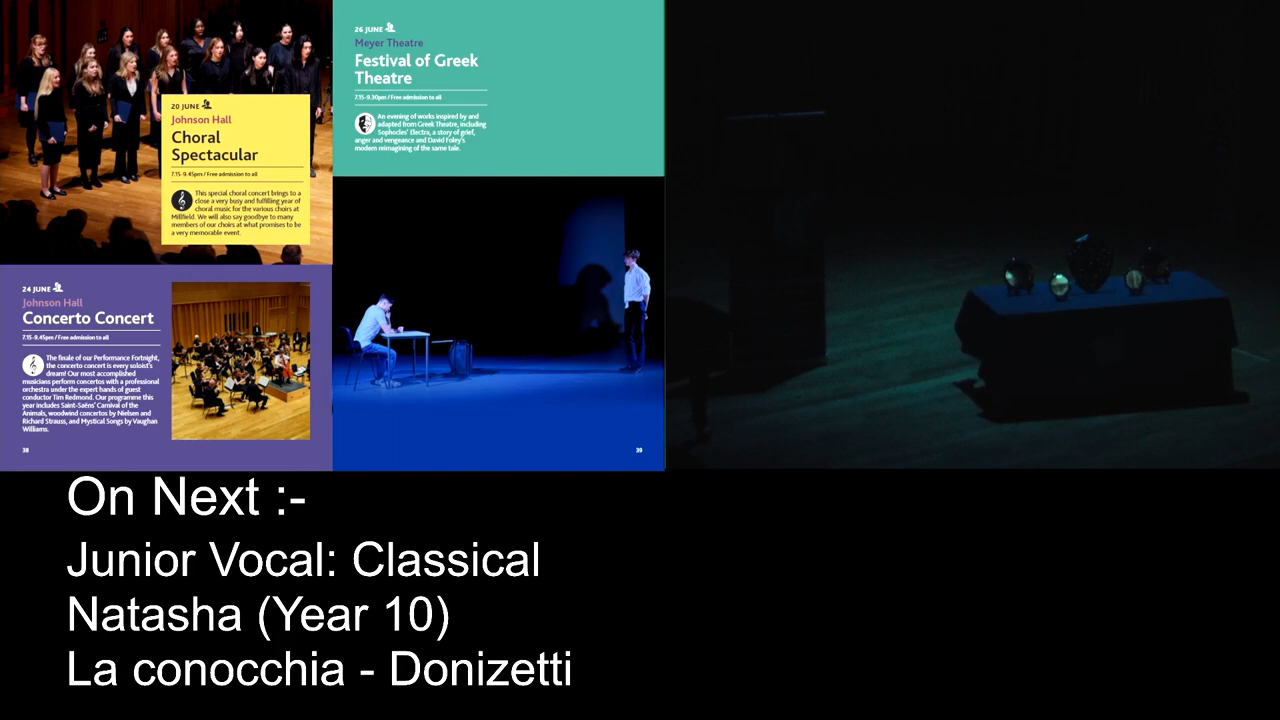 20 JUNE
Johnson Hall
Choral
Spectacular
7.15-9.45pm / Free admission to all
This special choral concert brings to a
close a very busy and fulfilling year of
choral music for the various choirs at
Millfield. We will also say goodbye to many
members of our choirs at what promises to be
a very memorable event.
24 JUNE
Johnson Hall
Concerto Concert
7.15-9.45pm / Free admission to all
The finale of our Performance Fortnight,
the concerto concert is every soloist's
dream! Our most accomplished
musicians perform concertos with a professional
orchestra under the expert hands of guest
conductor Tim Redmond. Our programme this
year includes Saint-Saëns' Carnival of the
Animals, woodwind concertos by Nielsen and
Richard Strauss, and Mystical Songs by Vaughan
Williams.
38
26 JUNE
Meyer Theatre
Festival of Greek
Theatre
7.15-9.30pm / Free admission to all
An evening of works inspired by and
adapted from Greek Theatre, including
Sophocles' Electra, a story of grief,
anger and vengeance and David Foley's
modern reimagining of the same tale.
39
On Next :-
Junior Vocal: Classical
Natasha (Year 10)
La conocchia - Donizetti